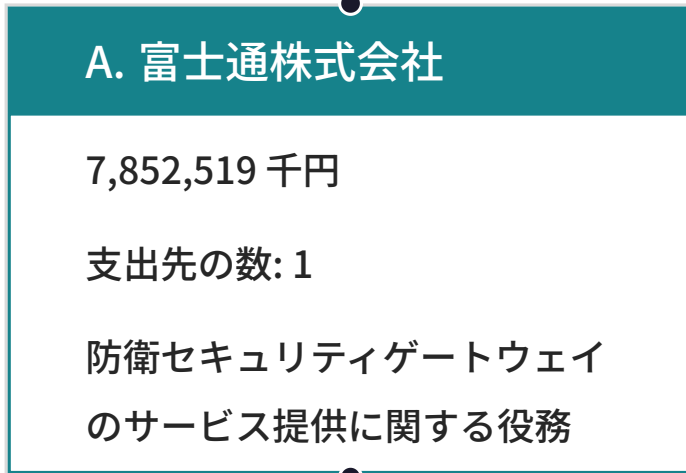 A. 富士通株式会社
7,852,519 千円
支出先の数: 1
防衛セキュリティゲートウェイ
のサービス提供に関する役務